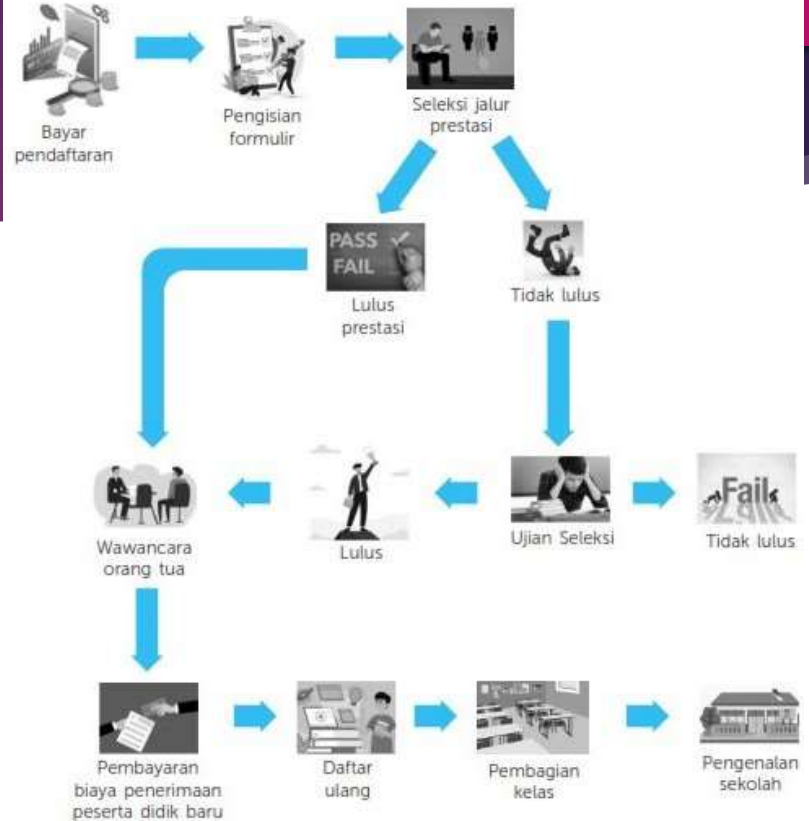 Bayar
pendaftaran
Pengisian
formulir
Seleksi jalur
prestasi
PASS
FAIL
Lulus
prestasi
Tidak lulus
Wawancara
orang tua
Lulus
Ujian Seleksi
Fail
Tidak lulus
Pembayaran
biaya penerimaan
peserta didik baru
Daftar
ulang
Pembagian
kelas
Pengenalan
sekolah